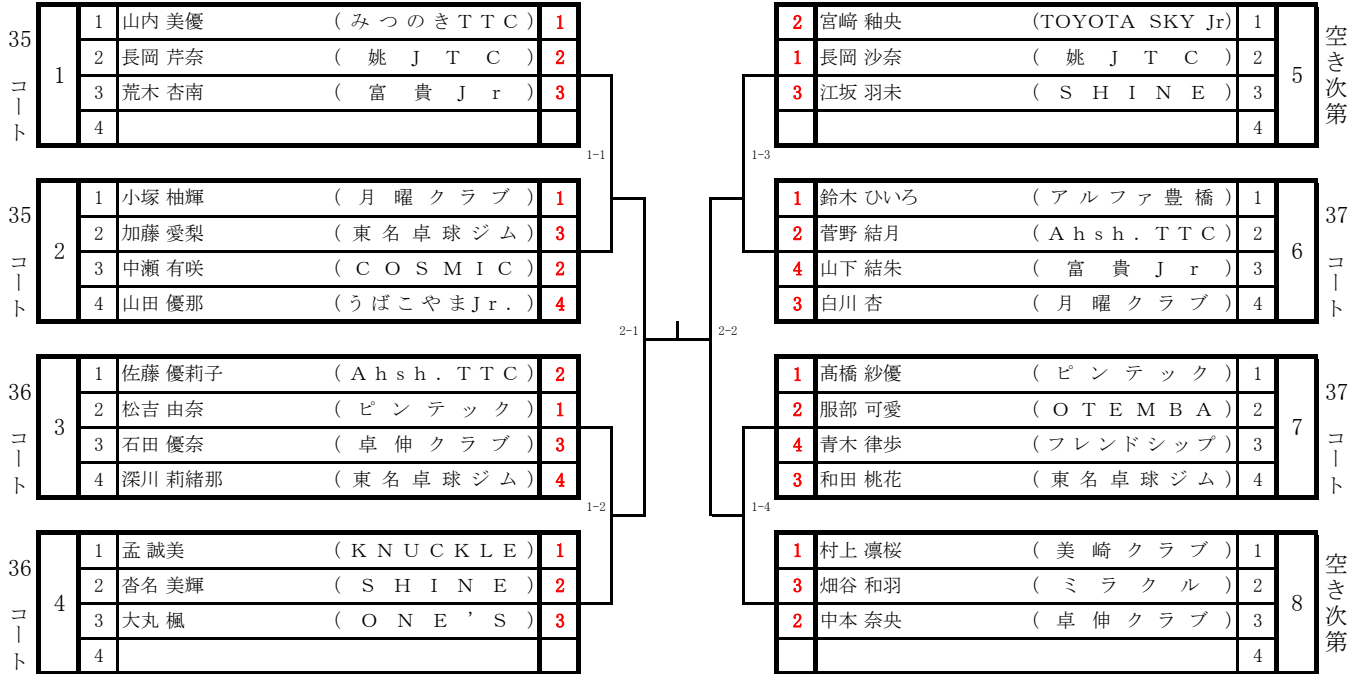 35 コート
1
1 山内 美優 (みつのきTTC) 1
2 長岡 芹奈 (姚JTC) 2
3 荒木 杏南 (富貴Jr) 3
4
35 コート
2
1 小塚 柚輝 (月曜クラブ) 1
2 加藤 愛梨 (東名卓球ジム) 3
3 中瀬 有咲 (COSMIC) 2
4 山田 優那 (うばこやまJr.) 4
36 コート
3
1 佐藤 優莉子 (Ahsh.TTC) 2
2 松吉 由奈 (ピンテック) 1
3 石田 優奈 (卓伸クラブ) 3
4 深川 莉緒那 (東名卓球ジム) 4
36 コート
4
1 孟 誠美 (KNUCKLE) 1
2 沓名 美輝 (SHINE) 2
3 大丸 楓 (ONE'S) 3
4
1-1
1-2
2-1
2-2
1-3
1-4
2 宮﨑 釉央 (TOYOTA SKY Jr) 1
1 長岡 沙奈 (姚JTC) 2
3 江坂 羽未 (SHINE) 3
4
5
空き次第
1 鈴木 ひいろ (アルファ豊橋) 1
2 菅野 結月 (Ahsh.TTC) 2
4 山下 結朱 (富貴Jr) 3
3 白川 杏 (月曜クラブ) 4
6
37 コート
1 髙橋 紗優 (ピンテック) 1
2 服部 可愛 (OTEMBA) 2
4 青木 律歩 (フレンドシップ) 3
3 和田 桃花 (東名卓球ジム) 4
7
37 コート
1 村上 凛桜 (美崎クラブ) 1
3 畑谷 和羽 (ミラクル) 2
2 中本 奈央 (卓伸クラブ) 3
4
8
空き次第